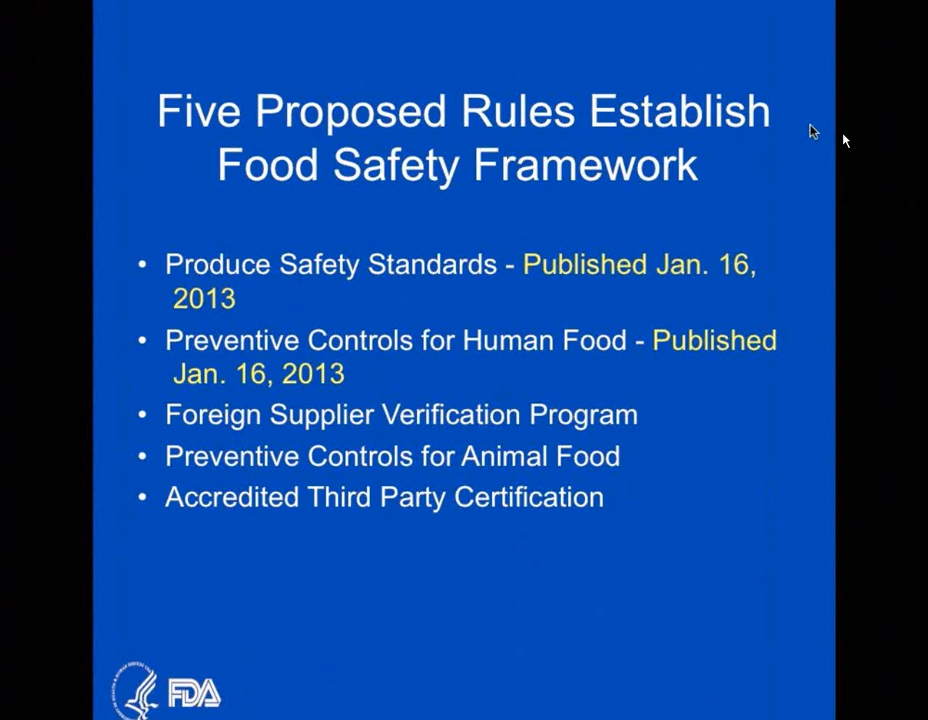 Five Proposed Rules Establish
Food Safety Framework
• Produce Safety Standards - Published Jan. 16,
2013
• Preventive Controls for Human Food - Published
Jan. 16, 2013
• Foreign Supplier Verification Program
• Preventive Controls for Animal Food
• Accredited Third Party Certification
FDA